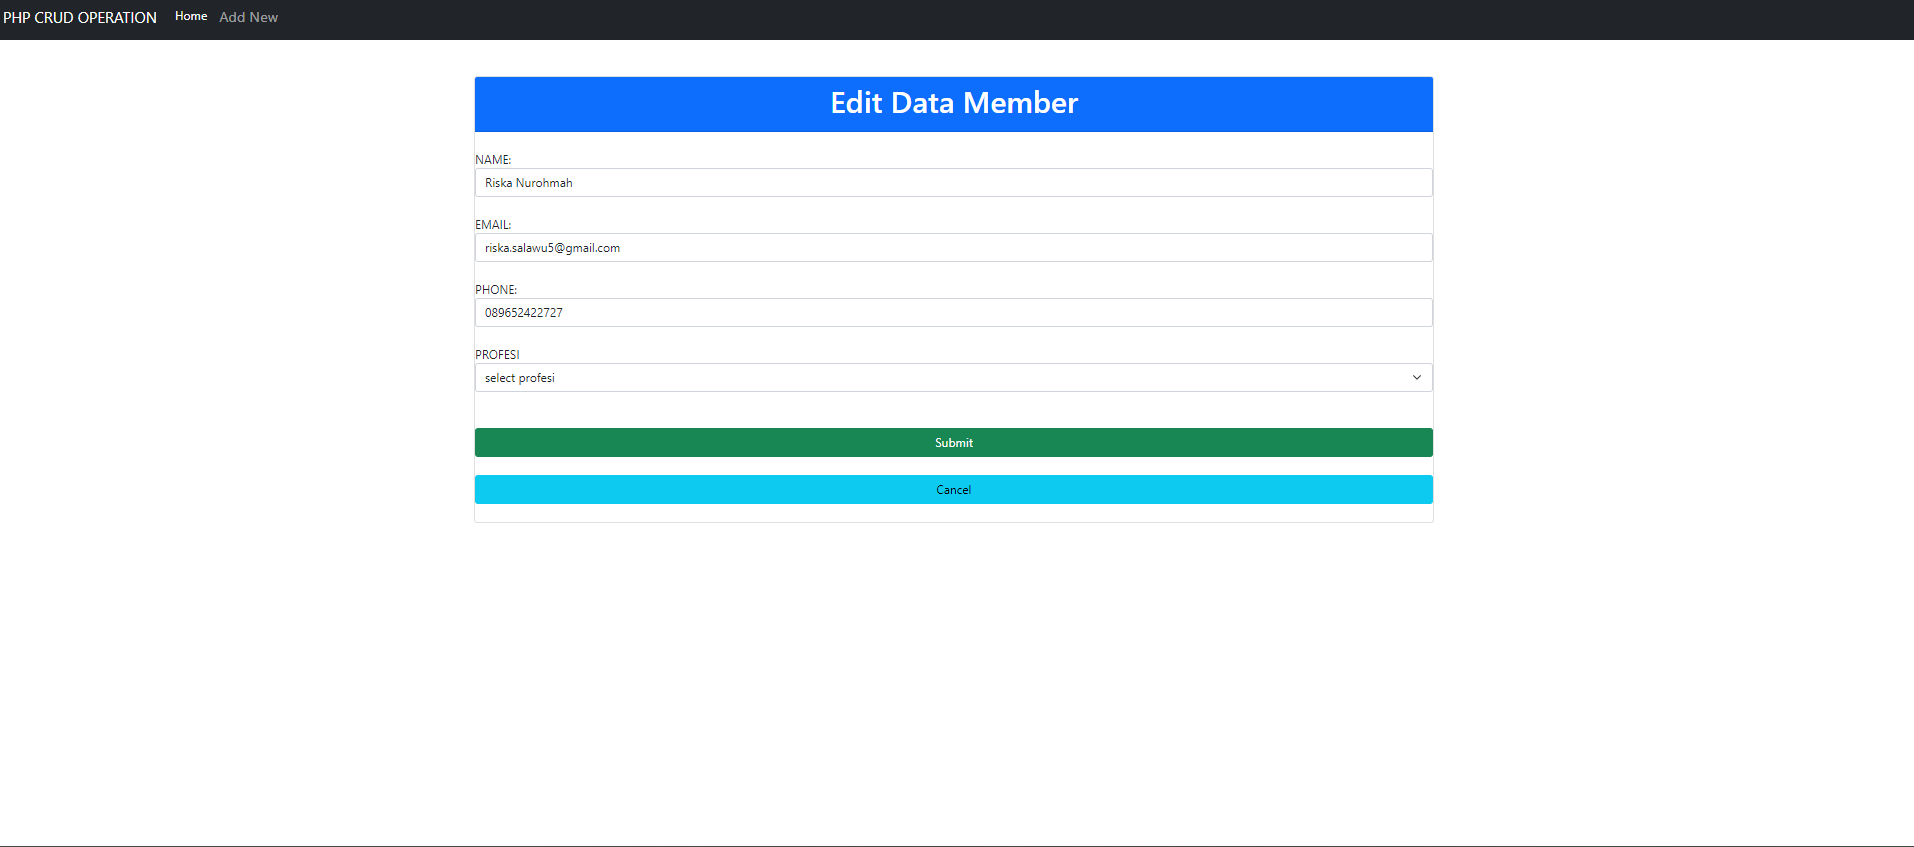 PHP CRUD OPERATION Home Add New
Edit Data Member
NAME:
Riska Nurohmah
EMAIL:
riska.salawu5@gmail.com
PHONE:
089652422727
PROFESI
select profesi
Submit
Cancel